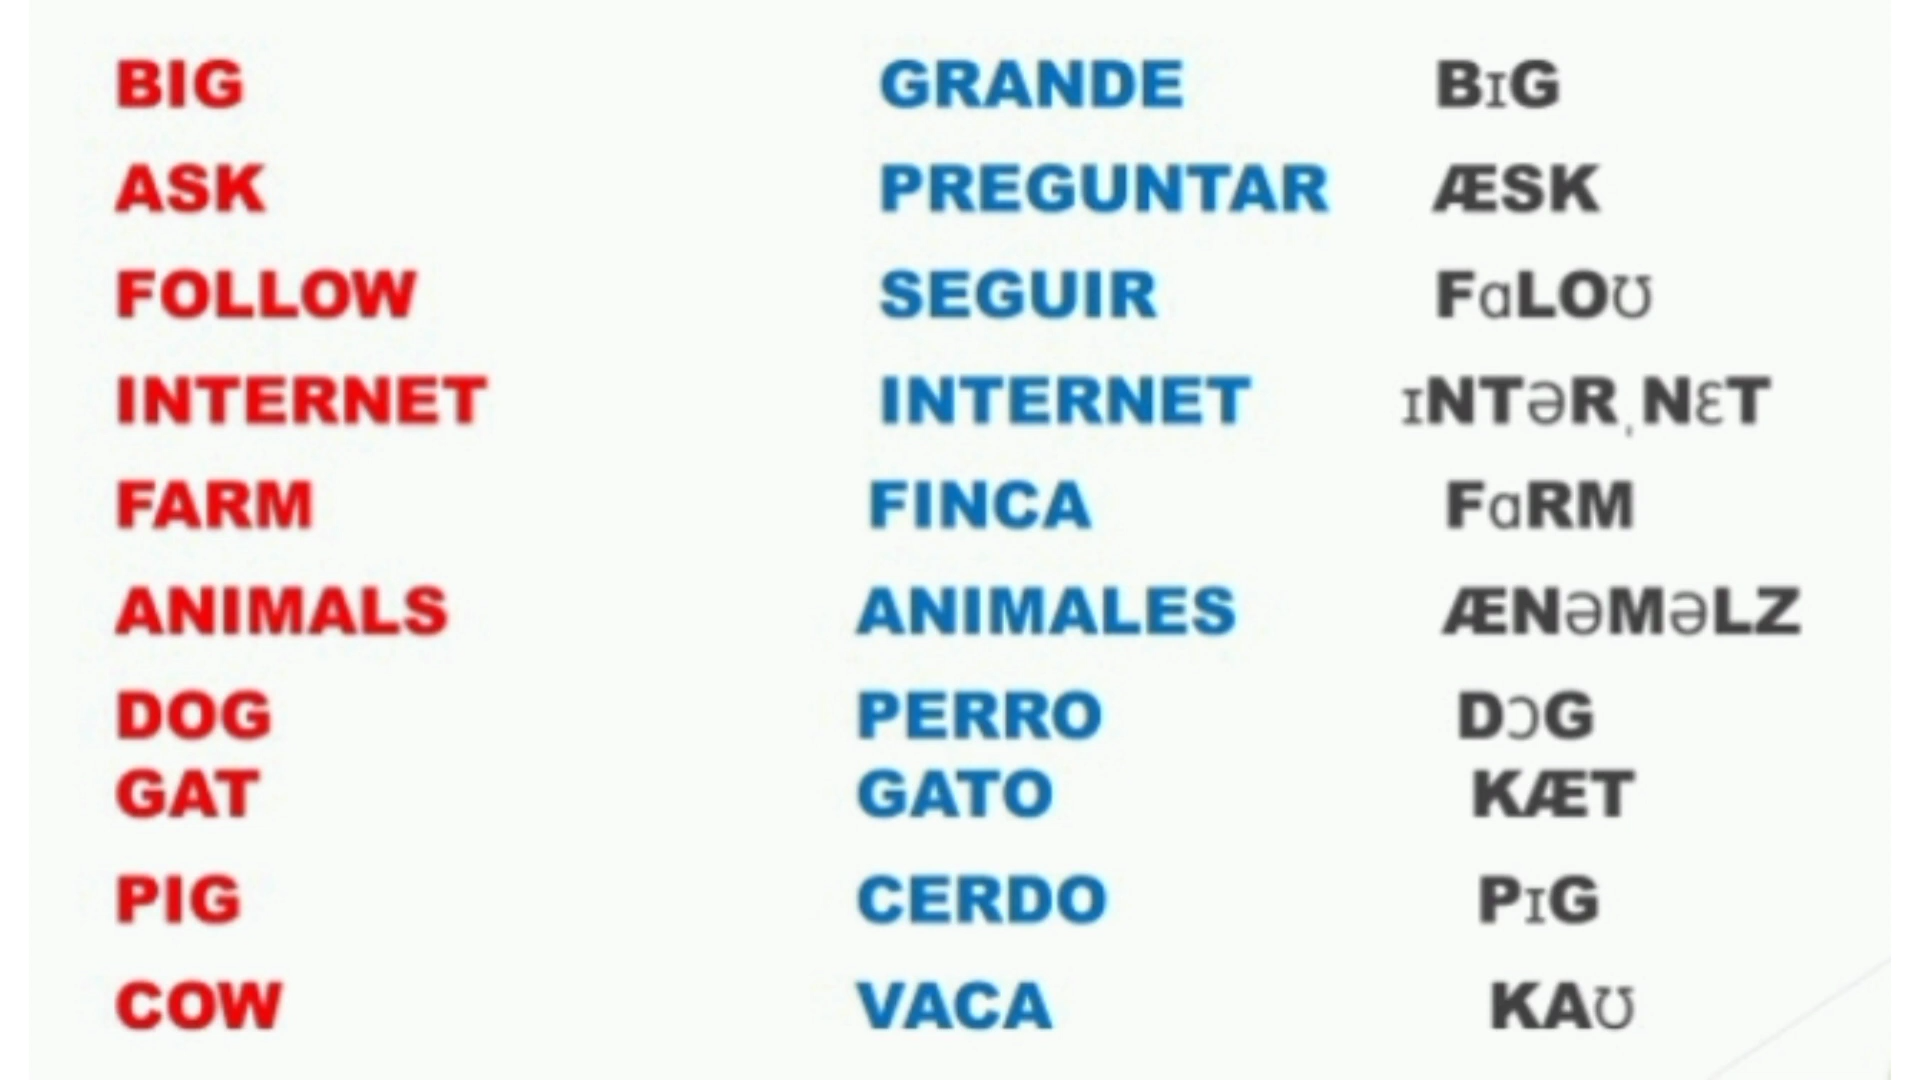 BIG GRANDE BɪG
ASK PREGUNTAR ÆSK
FOLLOW SEGUIR FɑLOʊ
INTERNET INTERNET ɪNTəRˌNɛT
FARM FINCA FɑRM
ANIMALS ANIMALES ÆNəMəLZ
DOG PERRO DɔG
GAT GATO KÆT
PIG CERDO PɪG
COW VACA KAʊ